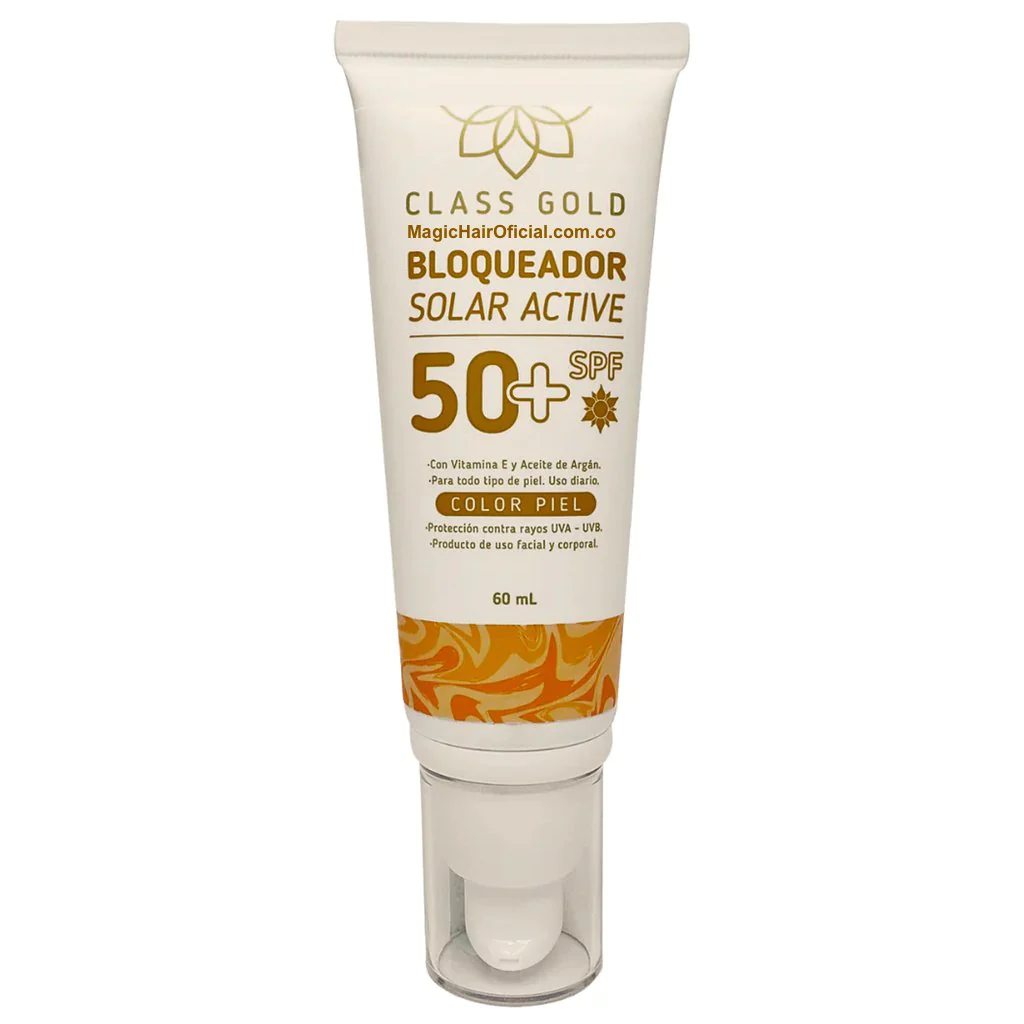 CLASS GOLD
MagicHairOficial.com.co
BLOQUEADOR
SOLAR ACTIVE
50+ SPF
·Con Vitamina E y Aceite de Argán.
·Para todo tipo de piel. Uso diario.
COLOR PIEL
·Protección contra rayos UVA - UVB.
·Producto de uso facial y corporal.
60 mL